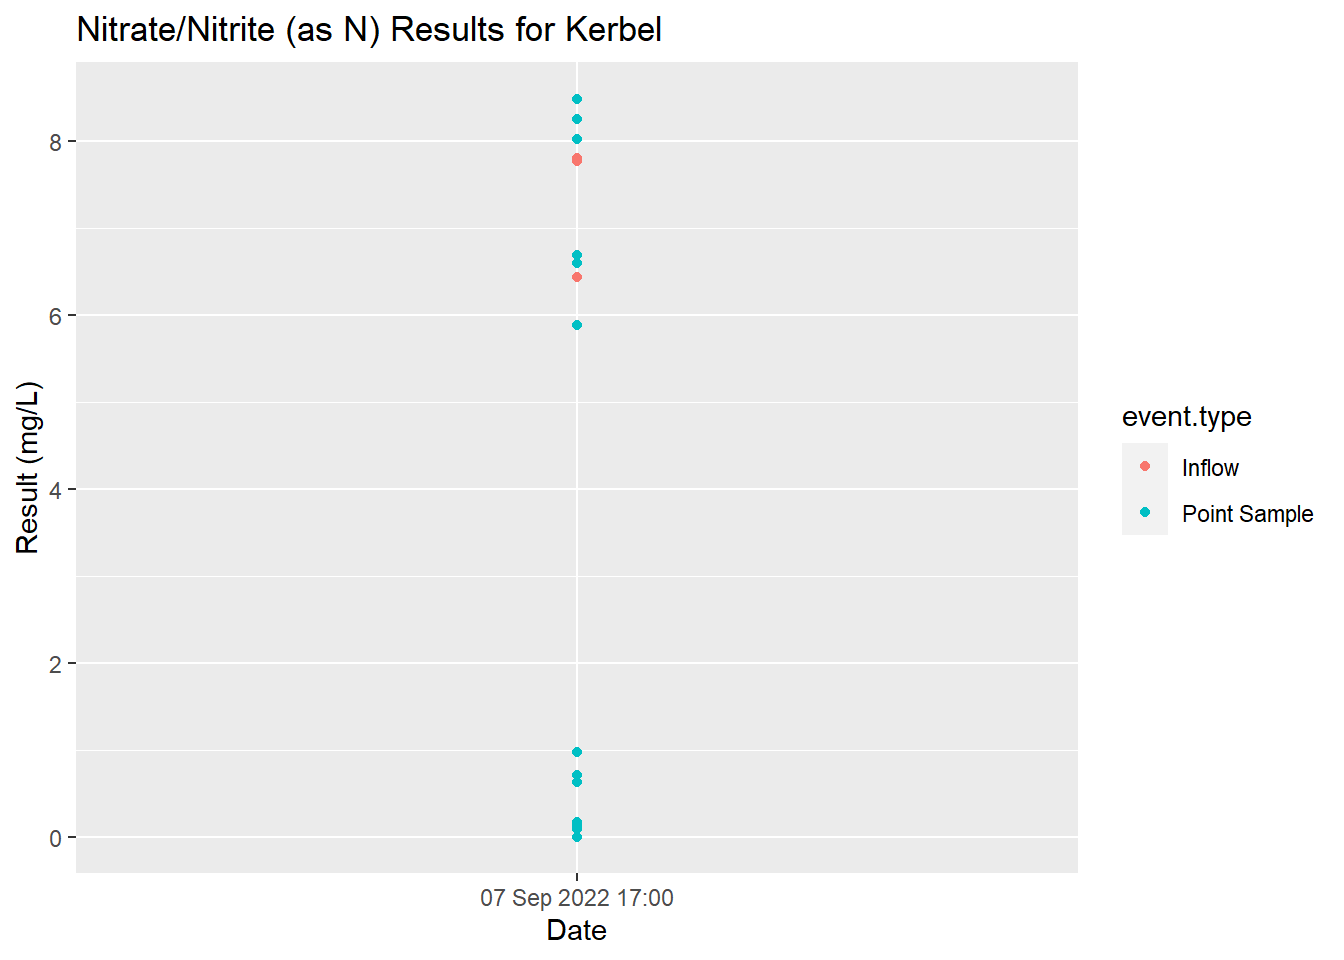 Nitrate/Nitrite (as N) Results for Kerbel
8
6
4
2
0
Result (mg/L)
07 Sep 2022 17:00
Date
event.type
Inflow
Point Sample